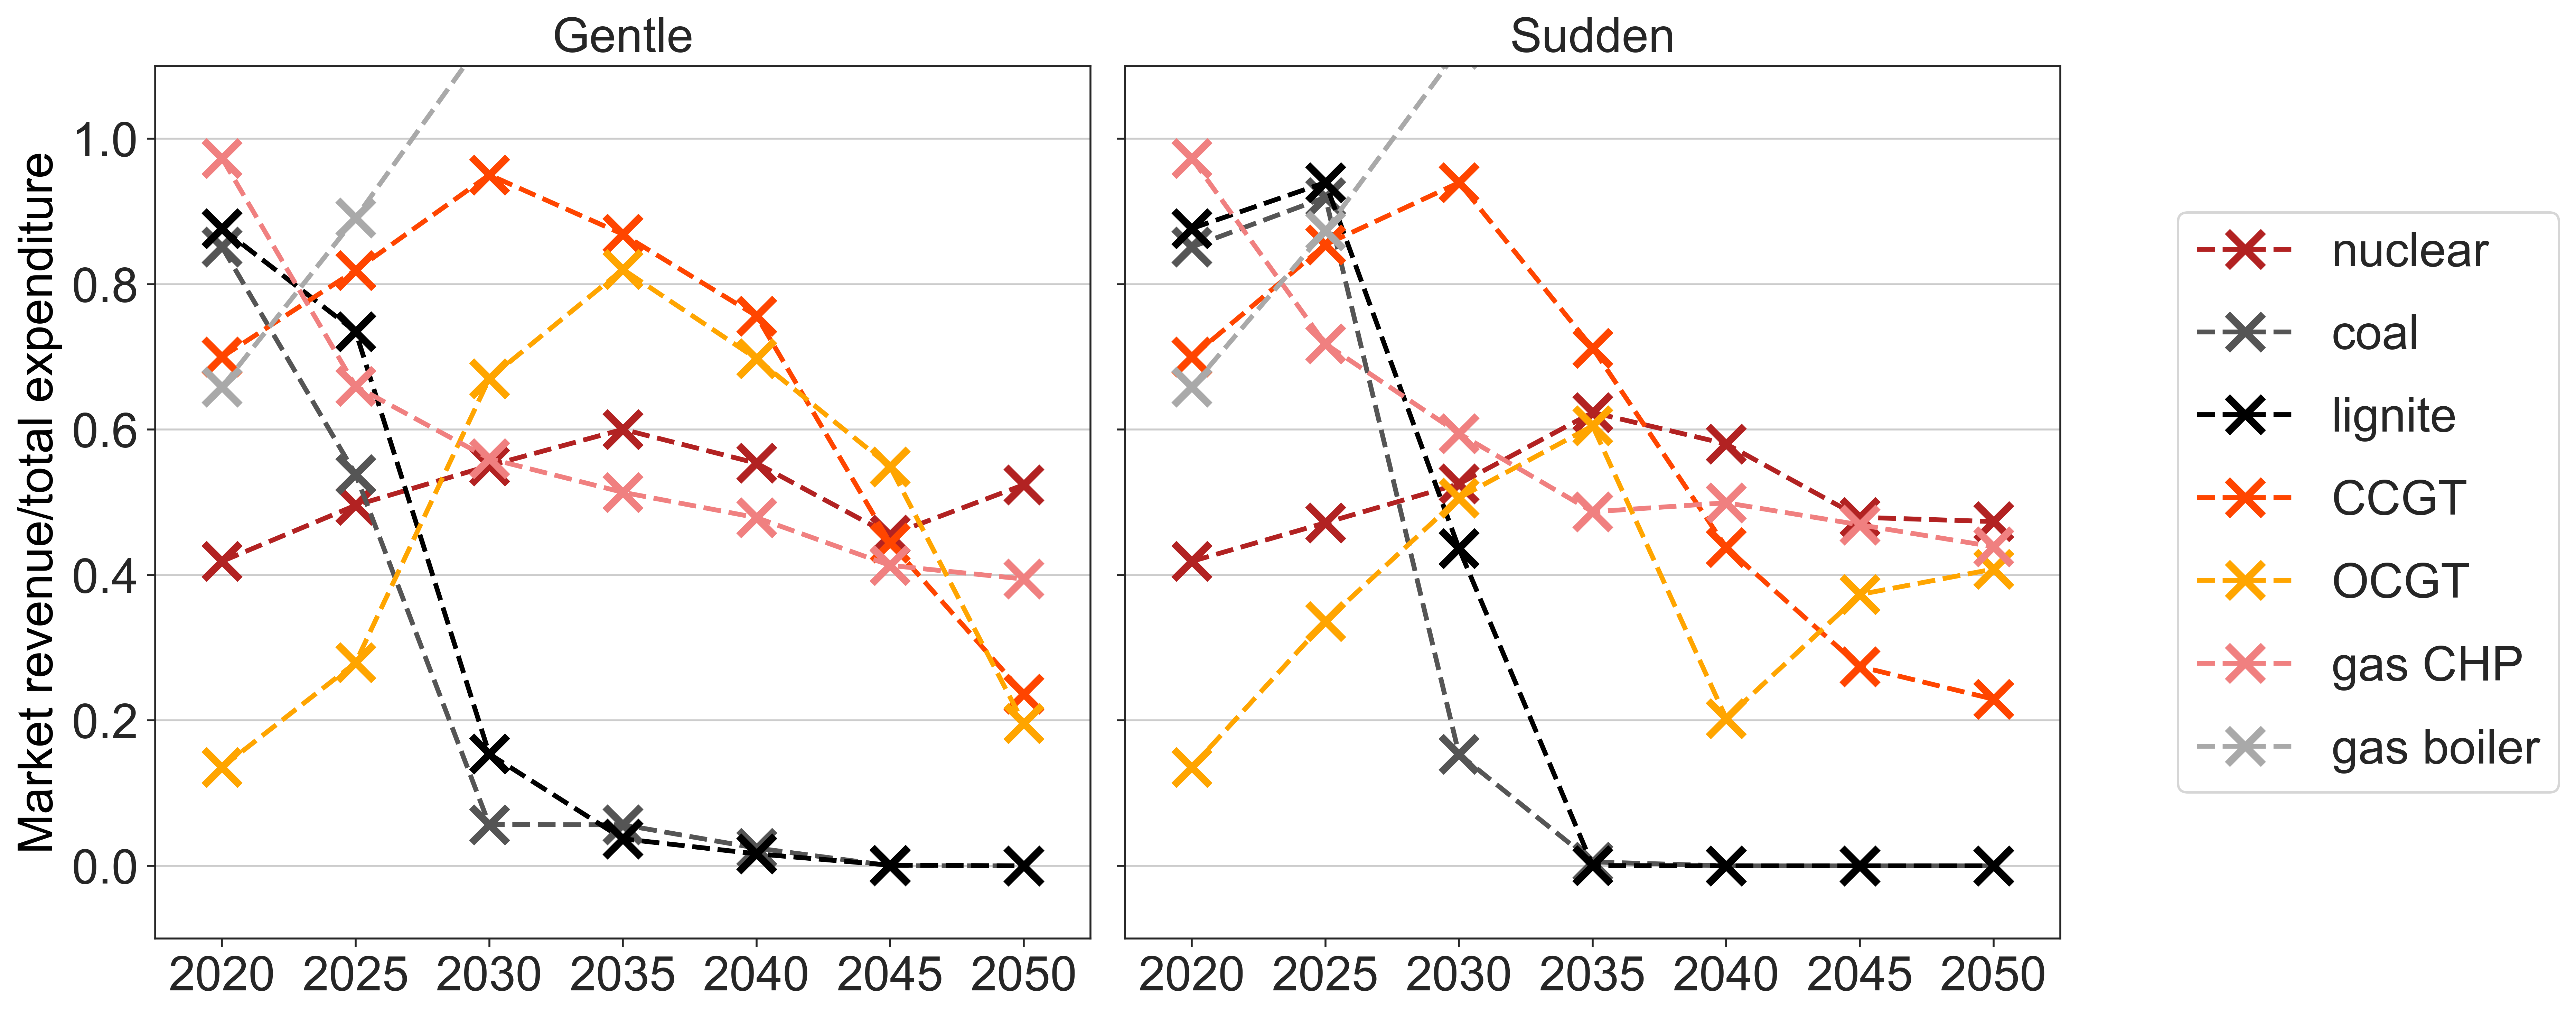 Gentle
Sudden
Market revenue/total expenditure
1.0
0.8
0.6
0.4
0.2
0.0
2020 2025 2030 2035 2040 2045 2050
2020 2025 2030 2035 2040 2045 2050
nuclear
coal
lignite
CCGT
OCGT
gas CHP
gas boiler